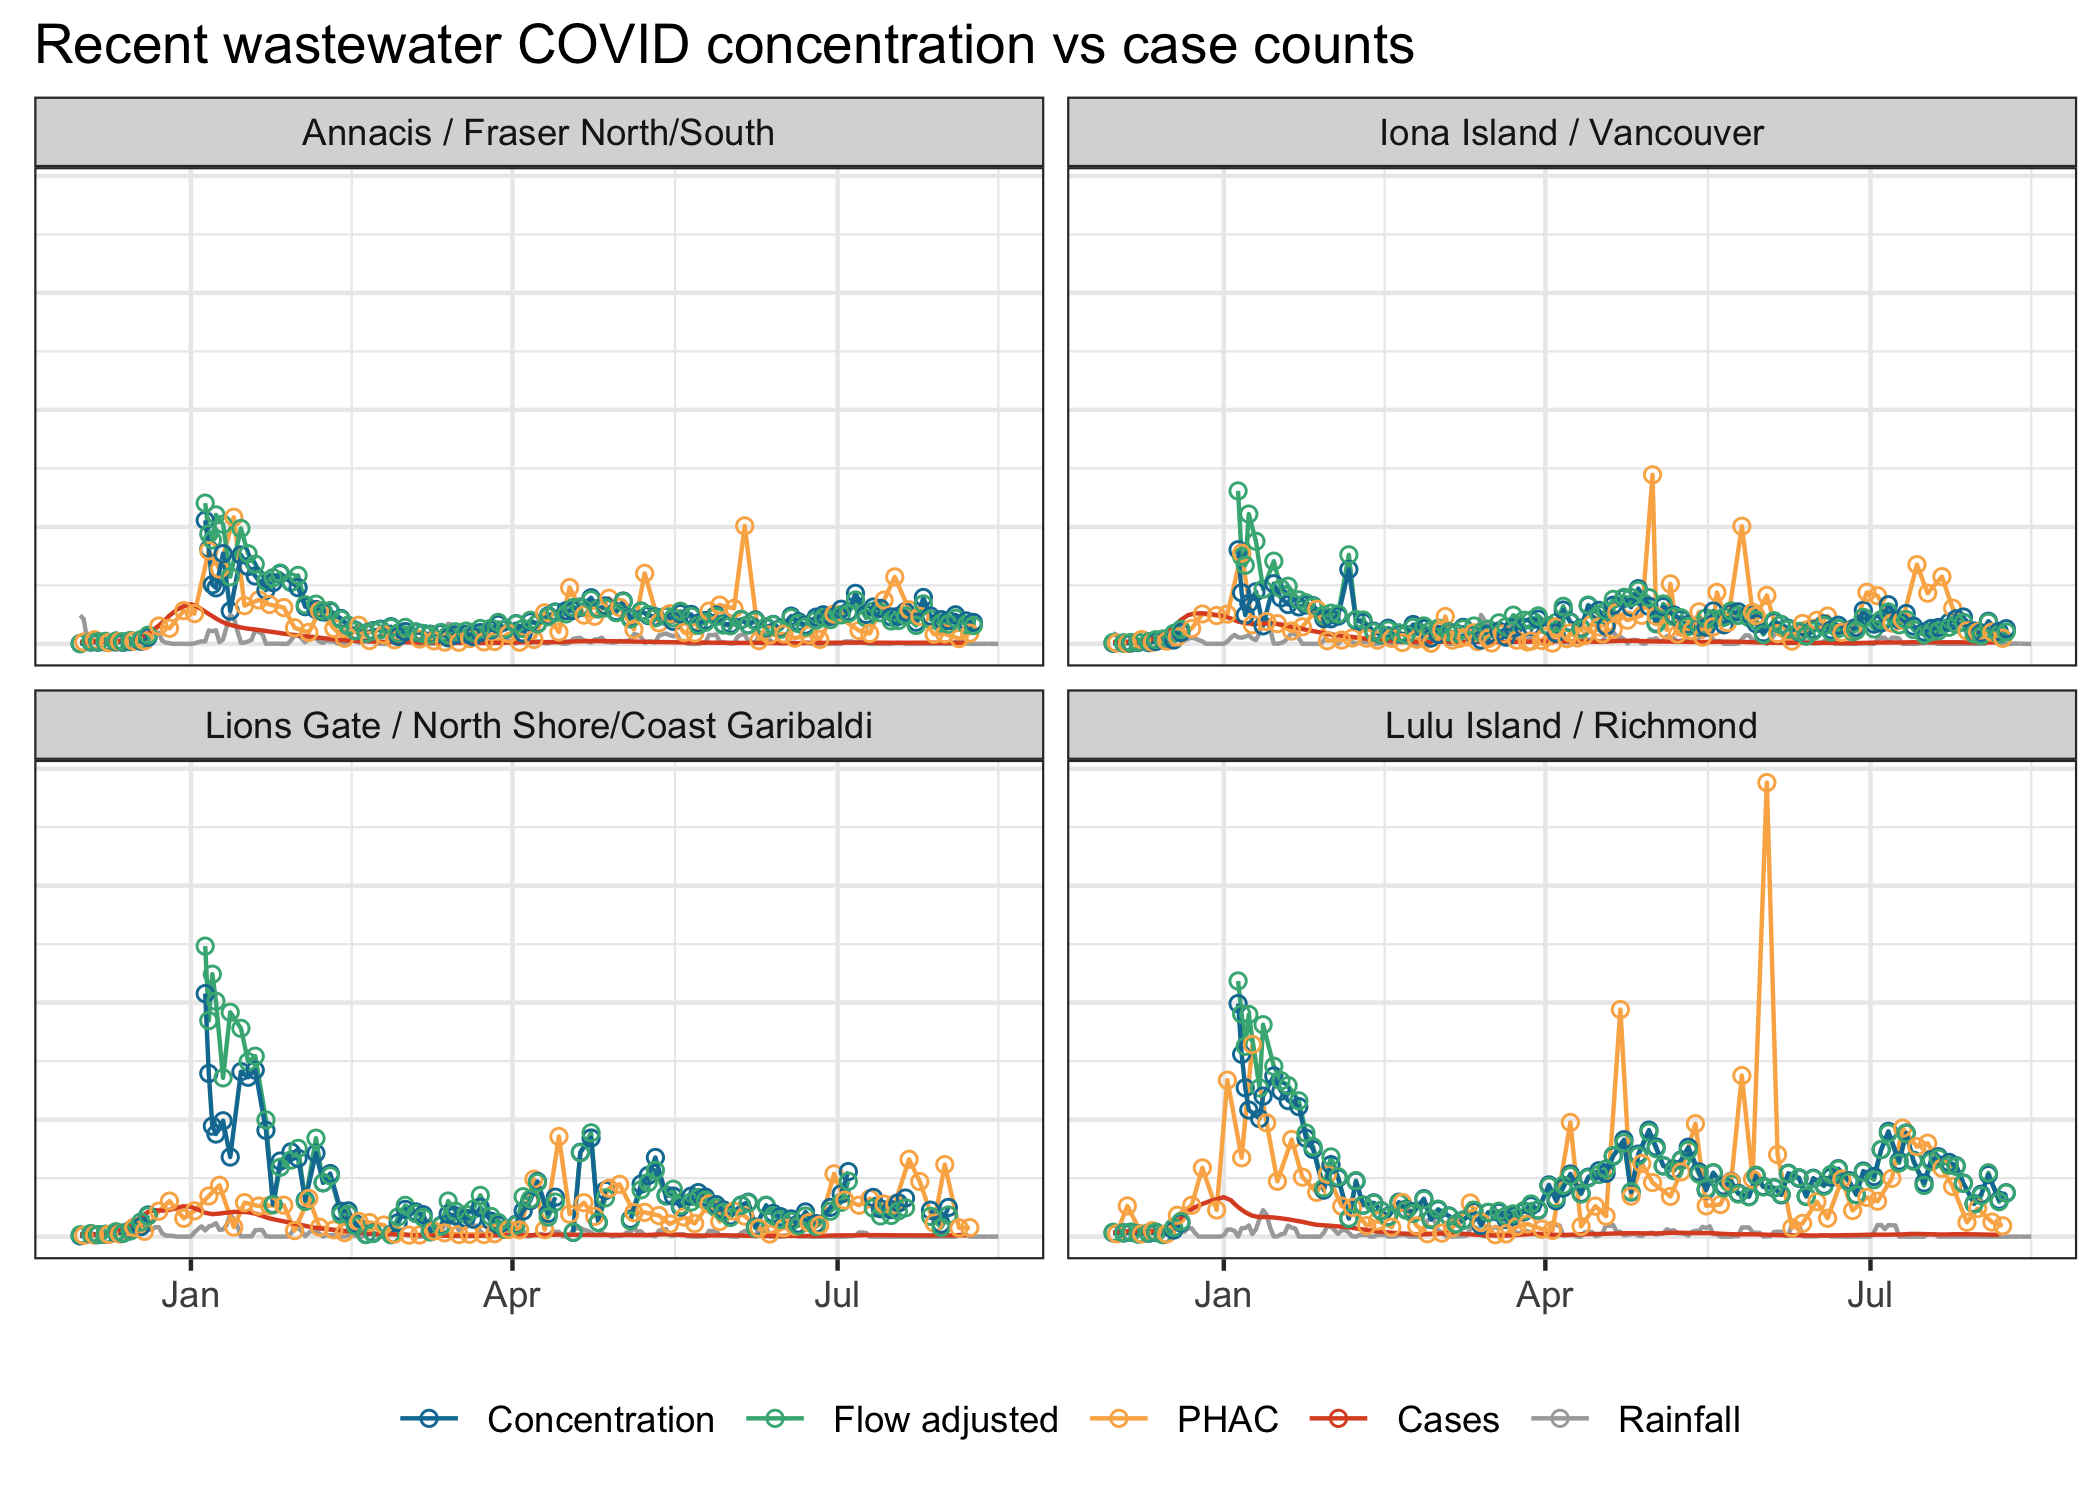 Recent wastewater COVID concentration vs case counts
Annacis / Fraser North/South
Iona Island / Vancouver
Lions Gate / North Shore/Coast Garibaldi
Lulu Island / Richmond
Jan Apr Jul
Jan Apr Jul
Concentration Flow adjusted PHAC Cases Rainfall